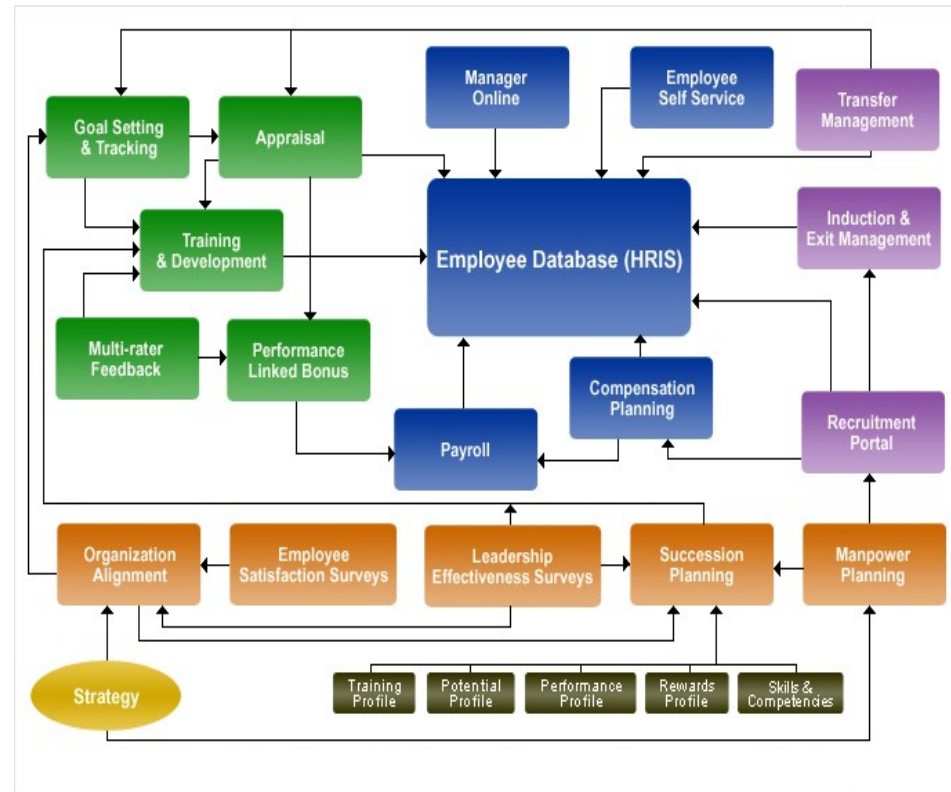 Manager
Online
Employee
Self Service
Transfer
Management
Goal Setting
& Tracking
Appraisal
Training
& Development
Employee Database (HRIS)
Induction &
Exit Management
Multi-rater
Feedback
Performance
Linked Bonus
Compensation
Planning
Payroll
Recruitment
Portal
Organization
Alignment
Employee
Satisfaction Surveys
Leadership
Effectiveness Surveys
Succession
Planning
Manpower
Planning
Strategy
Training
Profile
Potential
Profile
Performance
Profile
Rewards
Profile
Skills &
Competencies